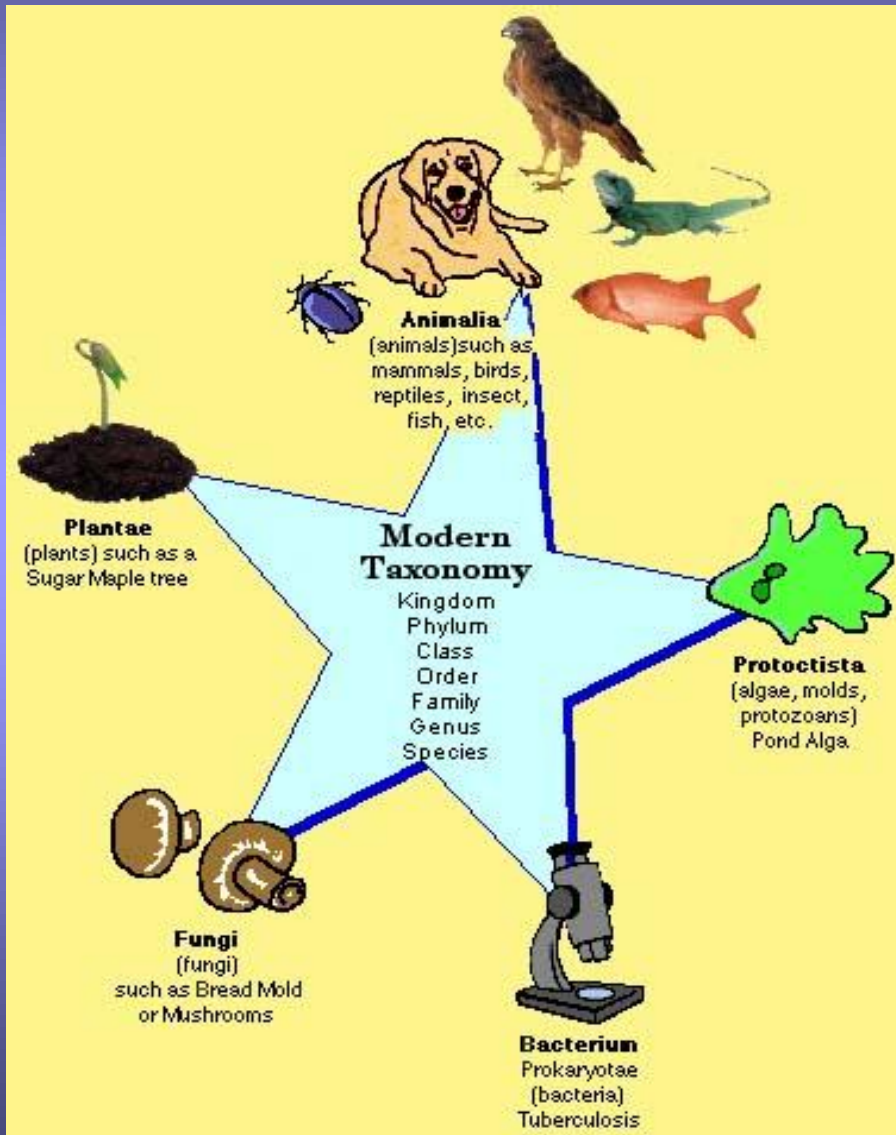 Animalia
(animals)such as
mammals, birds,
reptiles, insect,
fish, etc.
Plantae
(plants) such as a
Sugar Maple tree
Modern
Taxonomy
Kingdom
Phylum
Class
Order
Family
Genus
Species
Protoctista
(algae, molds,
protozoans)
Pond Alga
Fungi
(fungi)
such as Bread Mold
or Mushrooms
Bacterium
Prokaryotae
(bacteria)
Tuberculosis